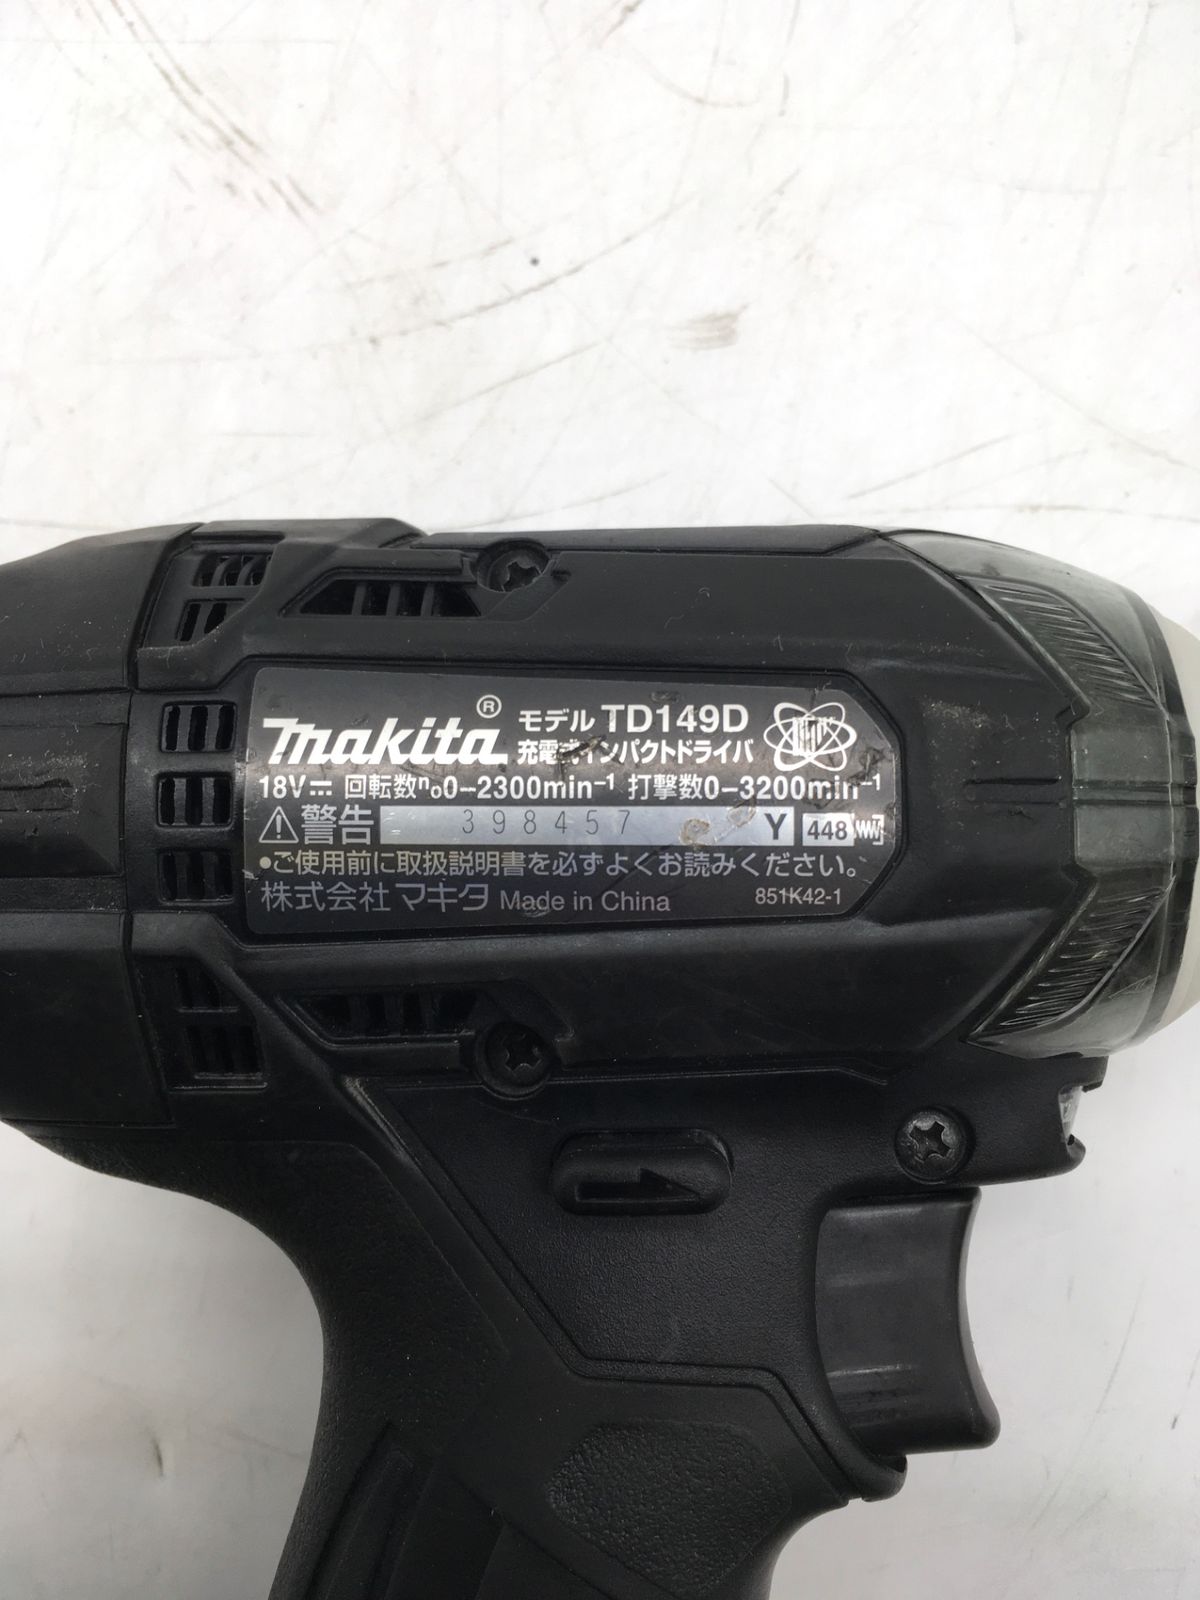 makita® モデル TD149D
充電式インパクトドライバ
18V⎓ 回転数n₀0−2300min⁻¹ 打撃数0−3200min⁻¹
⚠警告 398457 Y 448
•ご使用前に取扱説明書を必ずよくお読みください。
株式会社 マキタ Made in China 851K42-1